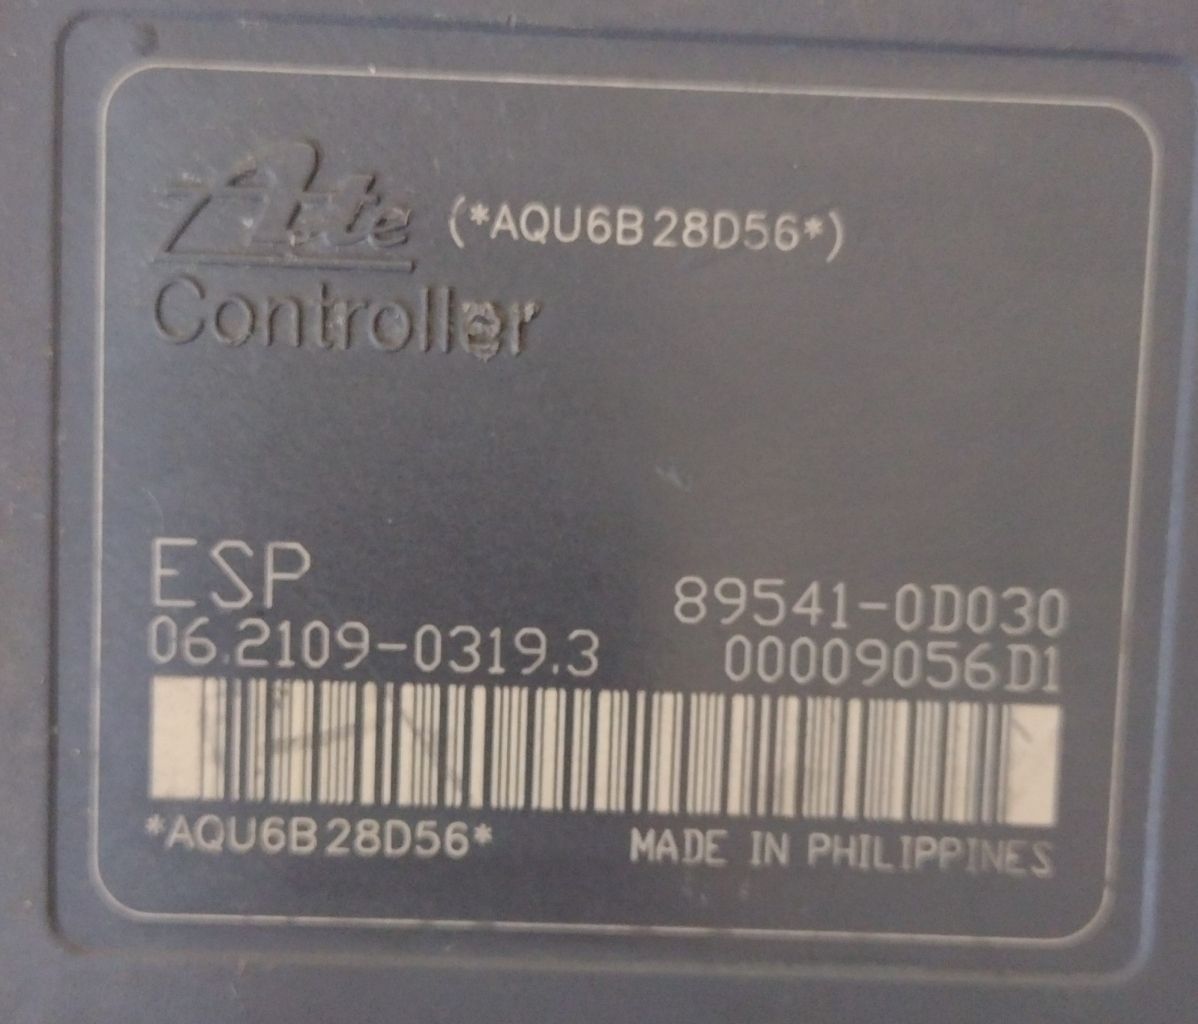 Ate (*AQU6B28D56*)
Controller
ESP 89541-0D030
06.2109-0319.3 00009056D1
*AQU6B28D56* MADE IN PHILIPPINES